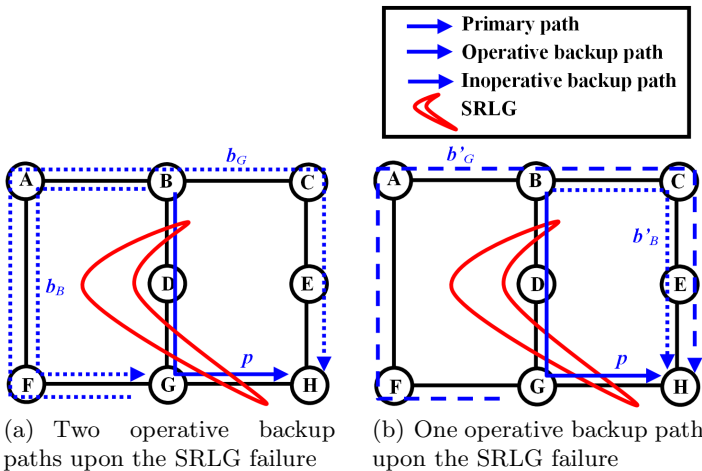 Primary path
Operative backup path
Inoperative backup path
SRLG
b_G
A
B
C
b_B
D
E
p
F
G
H
b'_G
A
B
C
b'_B
D
E
p
F
G
H
(a) Two operative backup
paths upon the SRLG failure
(b) One operative backup path
upon the SRLG failure